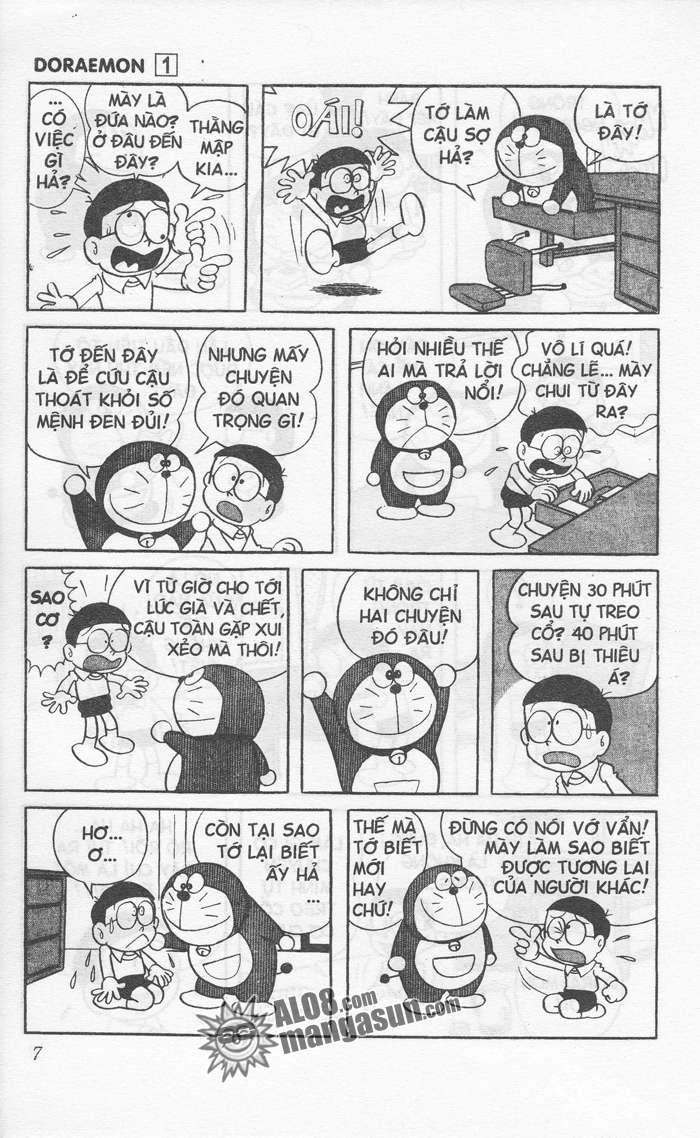 DORAEMON 1
LÀ TỚ
ĐÂY!
TỚ LÀM
CẬU SỢ
HẢ?
OÁI!
THẰNG
MẬP
KIA...
MÀY LÀ
ĐỨA NÀO?
Ở ĐÂU ĐẾN
ĐÂY?
...
CÓ
VIỆC
GÌ
HẢ?
VÔ LÍ QUÁ!
CHẲNG LẼ... MÀY
CHUI TỪ ĐÂY
RA?
HỎI NHIỀU THẾ
AI MÀ TRẢ LỜI
NỔI!
NHƯNG MẤY
CHUYỆN
ĐÓ QUAN
TRỌNG GÌ!
TỚ ĐẾN ĐÂY
LÀ ĐỂ CỨU CẬU
THOÁT KHỎI SỐ
MỆNH ĐEN ĐỦI!
CHUYỆN 30 PHÚT
SAU TỰ TREO
CỔ? 40 PHÚT
SAU BỊ THIÊU
Á?
KHÔNG CHỈ
HAI CHUYỆN
ĐÓ ĐÂU!
VÌ TỪ GIỜ CHO TỚI
LÚC GIÀ VÀ CHẾT,
CẬU TOÀN GẶP XUI
XẺO MÀ THÔI!
SAO
CƠ
?
ĐỪNG CÓ NÓI VỚ VẨN!
MÀY LÀM SAO BIẾT
ĐƯỢC TƯƠNG LAI
CỦA NGƯỜI KHÁC!
THẾ MÀ
TỚ BIẾT
MỚI
HAY
CHỨ!
CÒN TẠI SAO
TỚ LẠI BIẾT
ẤY HẢ
...
HƠ...
Ơ...
ALO8.com
mangasun.com
7